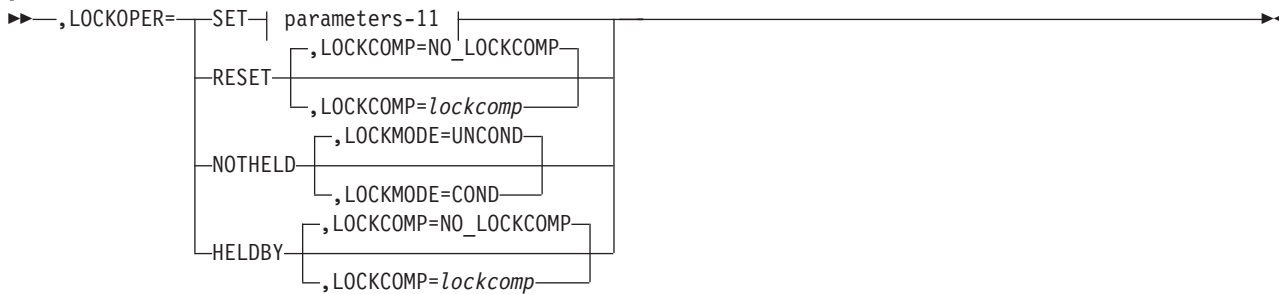 ,LOCKOPER= SET parameters-11
,LOCKCOMP=NO_LOCKCOMP
RESET
,LOCKCOMP=lockcomp
,LOCKMODE=UNCOND
NOTHELD
,LOCKMODE=COND
,LOCKCOMP=NO_LOCKCOMP
HELDBY
,LOCKCOMP=lockcomp